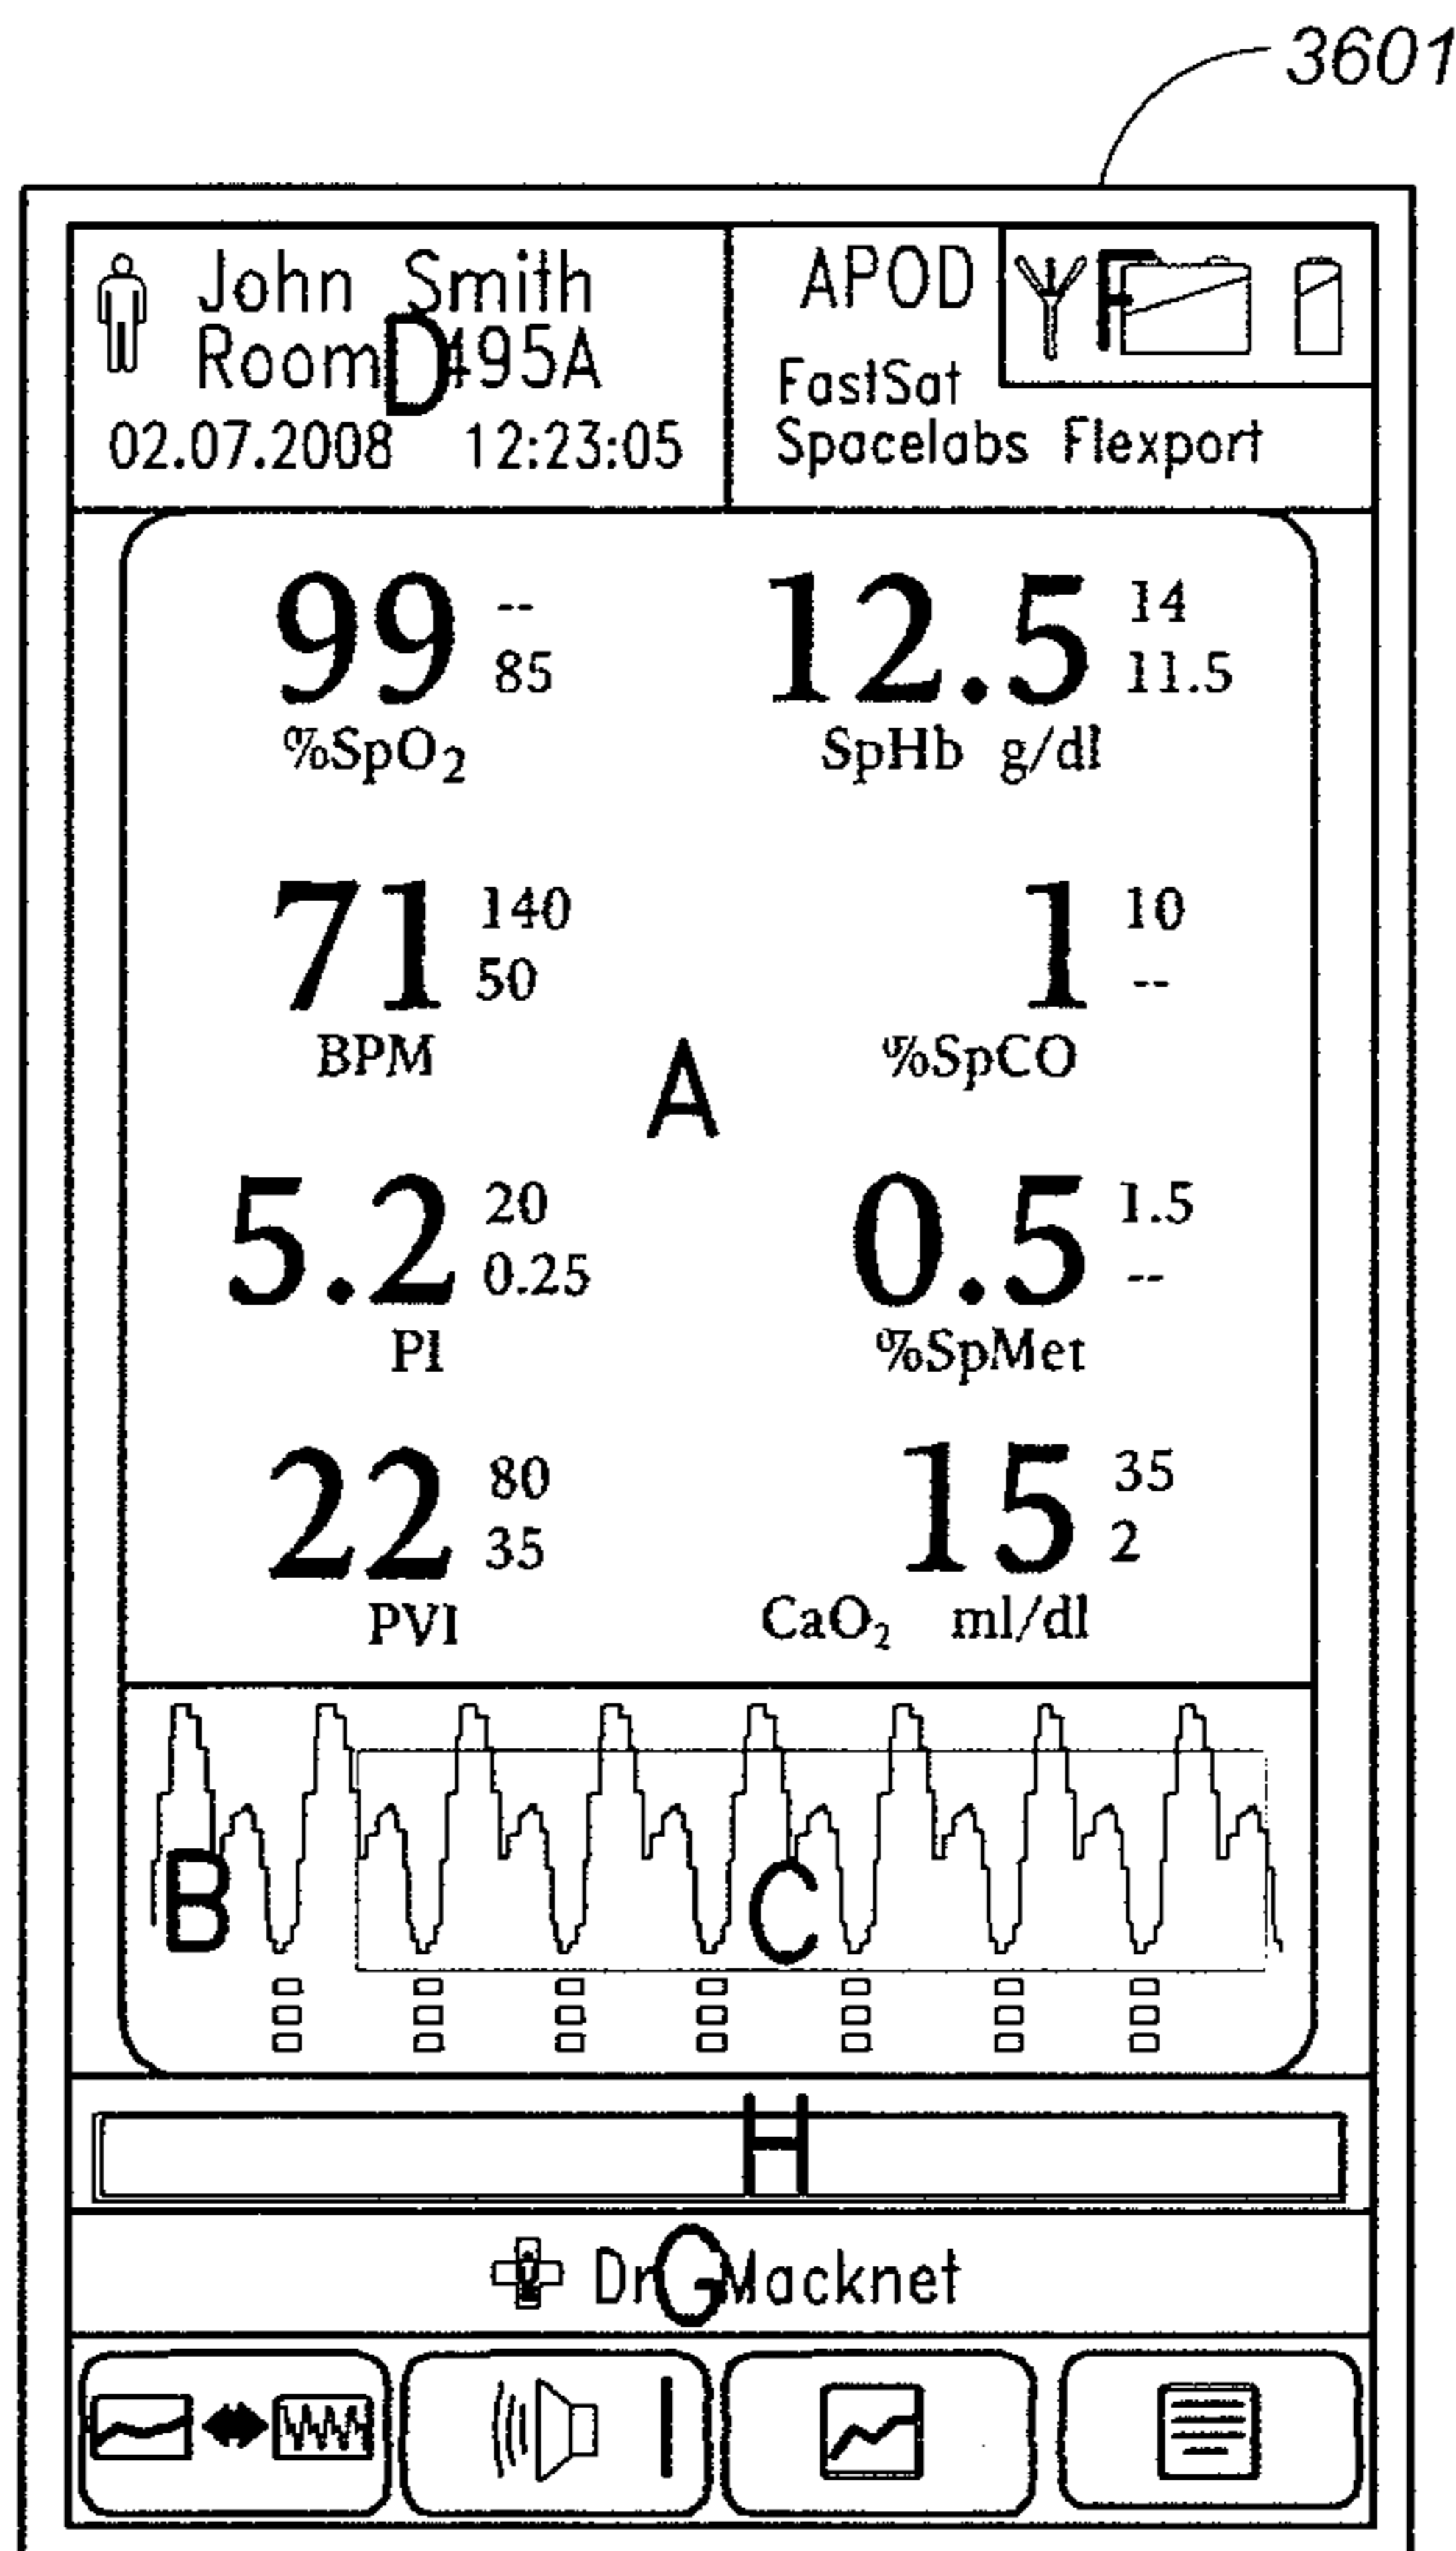 3601
John Smith
Room D495A
02.07.2008 12:23:05
APOD
F
FastSat
Spacelabs Flexport
99 --
85
%SpO₂
12.5 14
11.5
SpHb g/dl
71 140
50
BPM
1 10
--
%SpCO
A
5.2 20
0.25
PI
0.5 1.5
--
%SpMet
22 80
35
PVI
15 35
2
CaO₂ ml/dl
B
C
H
Dr G Macknet
I